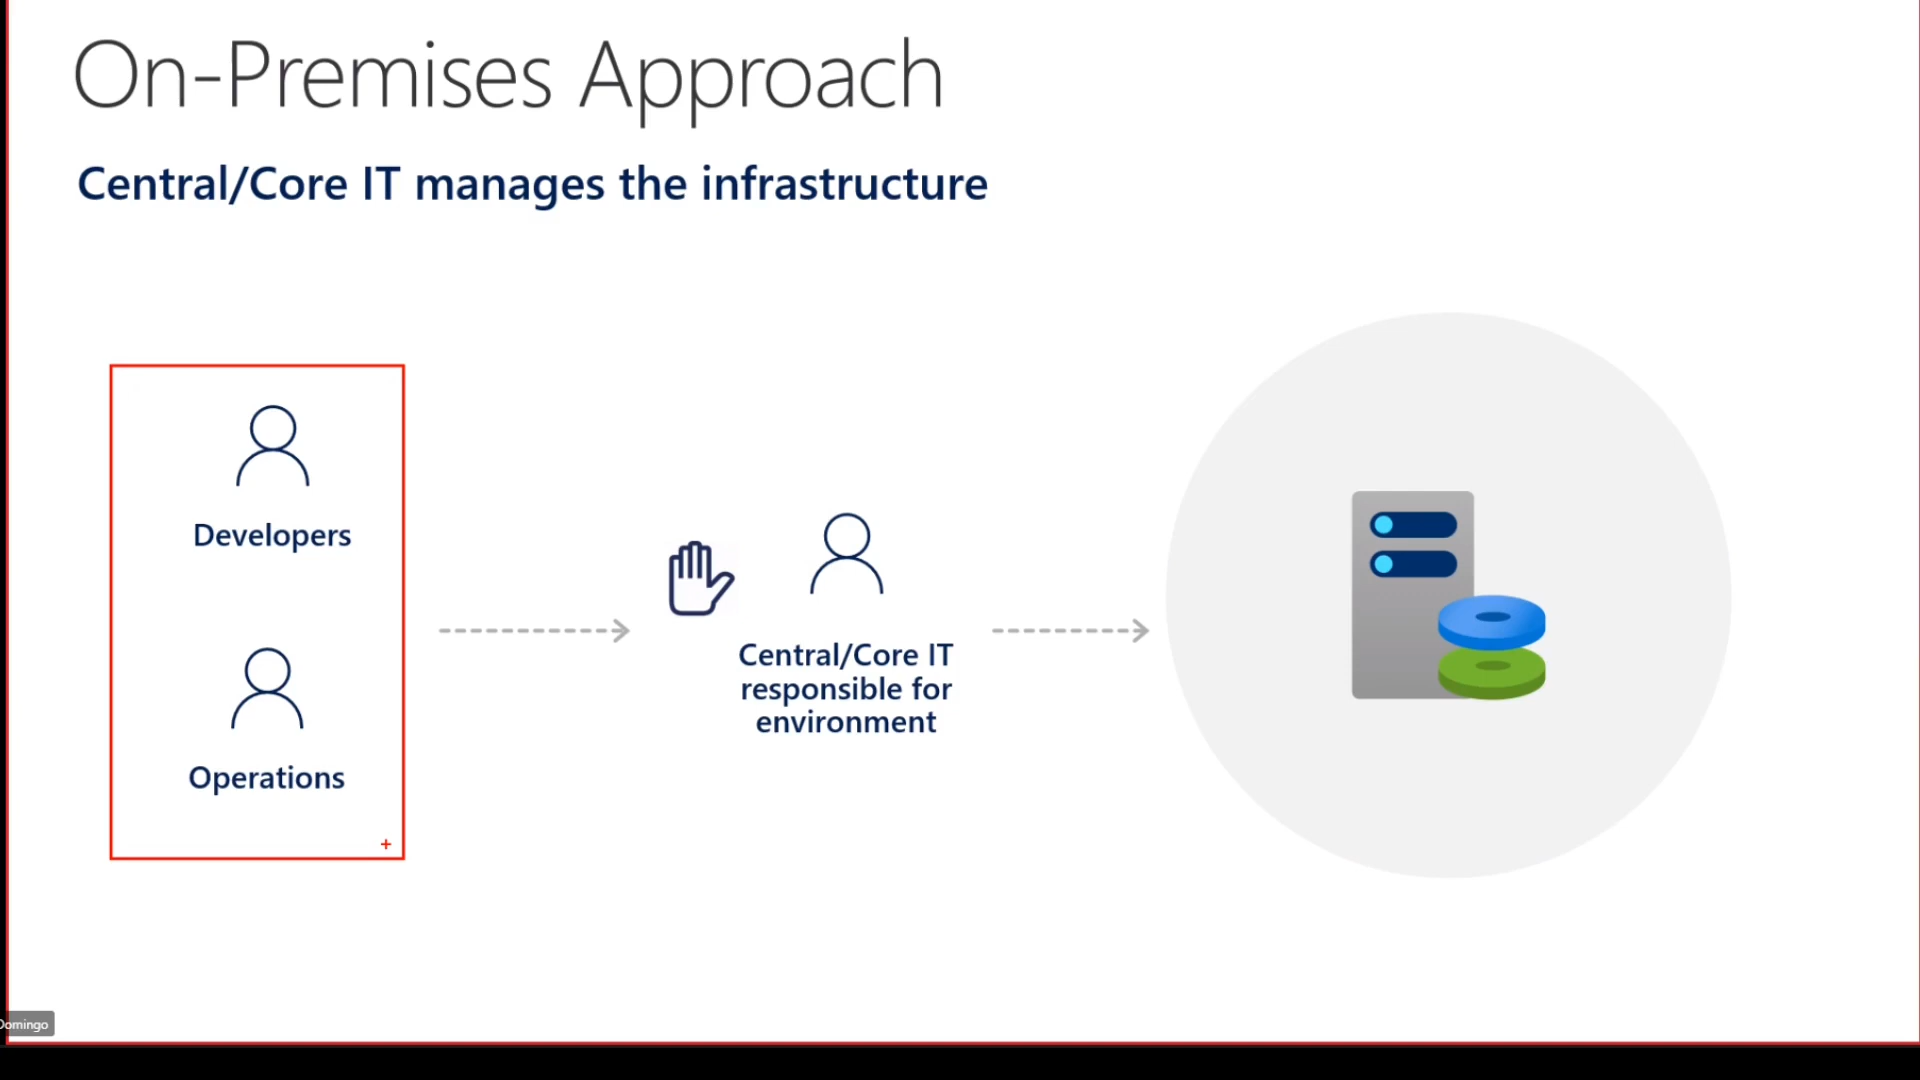 On-Premises Approach
Central/Core IT manages the infrastructure
Developers
Operations
Central/Core IT
responsible for
environment
Domingo